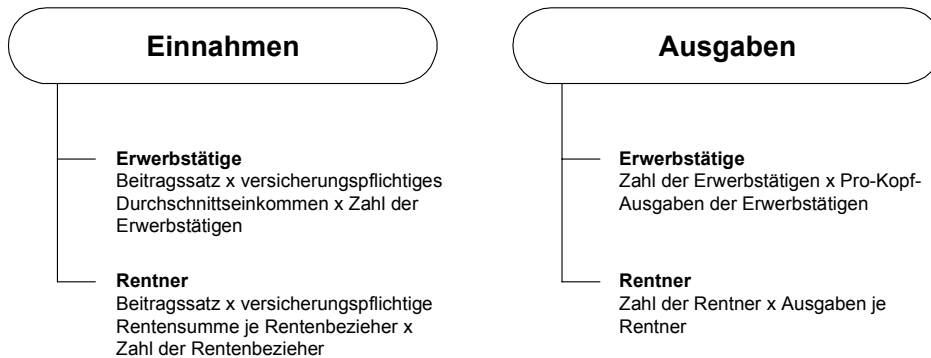 Einnahmen
Erwerbstätige
Beitragssatz x versicherungspflichtiges
Durchschnittseinkommen x Zahl der
Erwerbstätigen
Rentner
Beitragssatz x versicherungspflichtige
Rentensumme je Rentenbezieher x
Zahl der Rentenbezieher
Ausgaben
Erwerbstätige
Zahl der Erwerbstätigen x Pro-Kopf-
Ausgaben der Erwerbstätigen
Rentner
Zahl der Rentner x Ausgaben je
Rentner